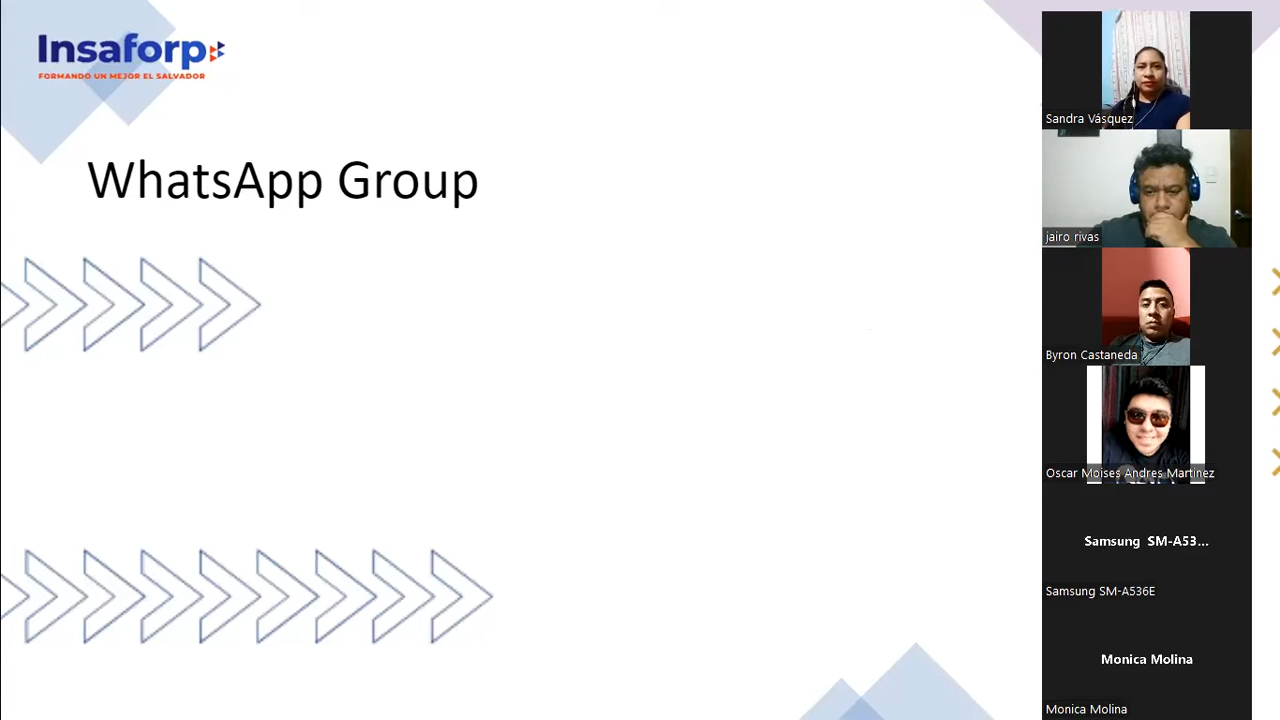 Insaforp
FORMANDO UN MEJOR EL SALVADOR
WhatsApp Group
Sandra Vásquez
jairo rivas
Byron Castaneda
Oscar Moises Andres Martinez
Samsung SM-A53...
Samsung SM-A536E
Monica Molina
Monica Molina